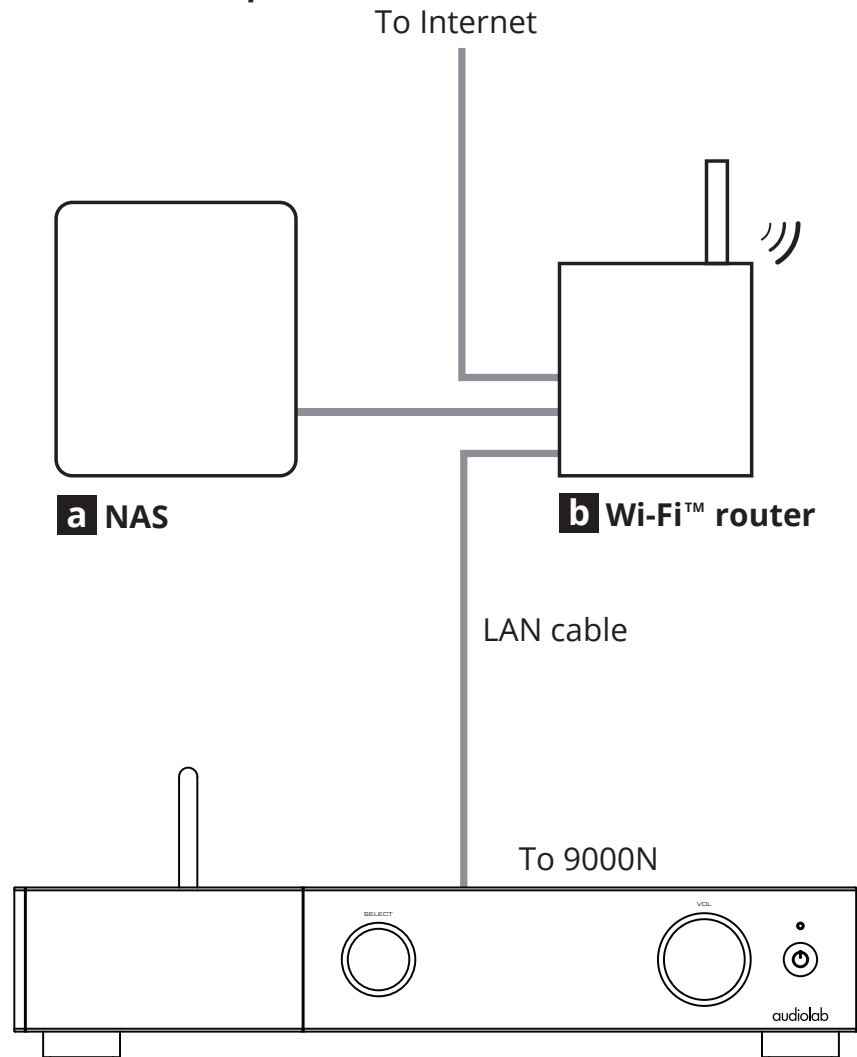 To Internet
a NAS
b Wi-Fi™ router
LAN cable
To 9000N
SELECT
VOL
audiolab